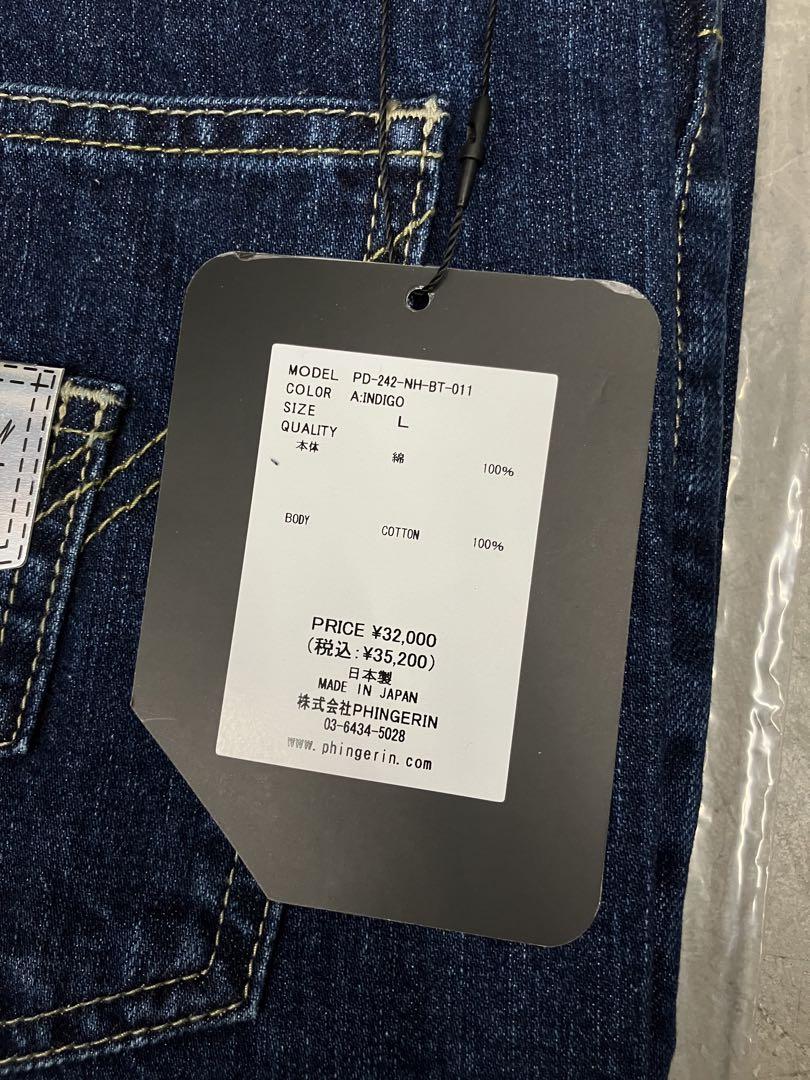 MODEL PD-242-NH-BT-011
COLOR A:INDIGO
SIZE L
QUALITY
本体 綿 100%
BODY COTTON 100%
PRICE ¥32,000
(税込:¥35,200)
日本製
MADE IN JAPAN
株式会社PHINGERIN
03-6434-5028
www.phingerin.com